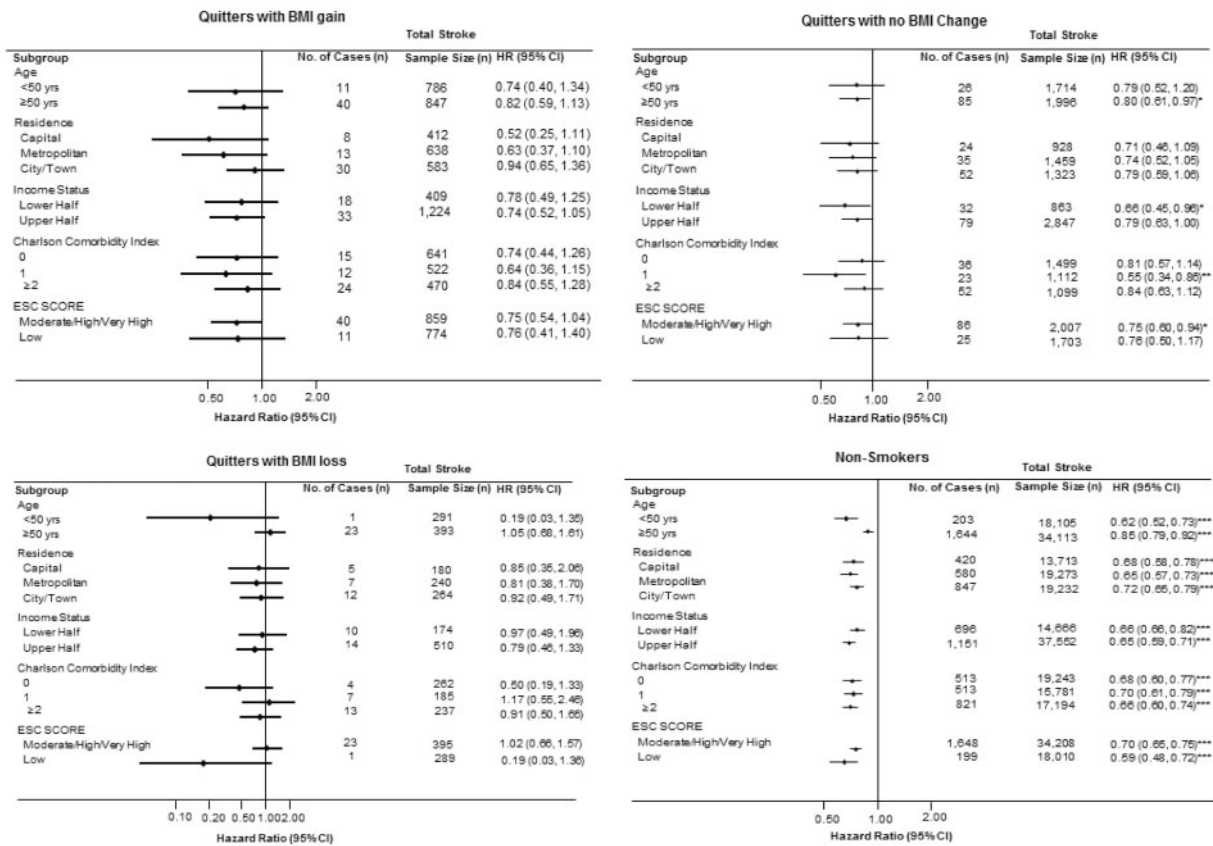 Quitters with BMI gain
Total Stroke
Subgroup No. of Cases (n) Sample Size (n) HR (95% CI)
Age
<50 yrs 11 786 0.74 (0.40, 1.34)
≥50 yrs 40 847 0.82 (0.59, 1.13)
Residence
Capital 8 412 0.52 (0.25, 1.11)
Metropolitan 13 638 0.63 (0.37, 1.10)
City/Town 30 583 0.94 (0.65, 1.36)
Income Status
Lower Half 18 409 0.78 (0.49, 1.25)
Upper Half 33 1,224 0.74 (0.52, 1.05)
Charlson Comorbidity Index
0 15 641 0.74 (0.44, 1.26)
1 12 522 0.64 (0.36, 1.15)
≥2 24 470 0.84 (0.55, 1.28)
ESC SCORE
Moderate/High/Very High 40 859 0.75 (0.54, 1.04)
Low 11 774 0.76 (0.41, 1.40)
0.50 1.00 2.00
Hazard Ratio (95% CI)
Quitters with no BMI Change
Total Stroke
Subgroup No. of Cases (n) Sample Size (n) HR (95% CI)
Age
<50 yrs 26 1,714 0.79 (0.52, 1.20)
≥50 yrs 85 1,996 0.80 (0.61, 0.97)*
Residence
Capital 24 928 0.71 (0.46, 1.09)
Metropolitan 35 1,459 0.74 (0.52, 1.05)
City/Town 52 1,323 0.79 (0.59, 1.06)
Income Status
Lower Half 32 863 0.66 (0.45, 0.96)*
Upper Half 79 2,847 0.79 (0.63, 1.00)
Charlson Comorbidity Index
0 36 1,499 0.81 (0.57, 1.14)
1 23 1,112 0.55 (0.34, 0.86)**
≥2 52 1,099 0.84 (0.63, 1.12)
ESC SCORE
Moderate/High/Very High 86 2,007 0.75 (0.60, 0.94)*
Low 25 1,703 0.76 (0.50, 1.17)
0.50 1.00 2.00
Hazard Ratio (95% CI)
Quitters with BMI loss
Total Stroke
Subgroup No. of Cases (n) Sample Size (n) HR (95% CI)
Age
<50 yrs 1 291 0.19 (0.03, 1.35)
≥50 yrs 23 393 1.05 (0.68, 1.61)
Residence
Capital 5 180 0.85 (0.35, 2.06)
Metropolitan 7 240 0.81 (0.38, 1.70)
City/Town 12 264 0.92 (0.49, 1.71)
Income Status
Lower Half 10 174 0.97 (0.49, 1.96)
Upper Half 14 510 0.79 (0.46, 1.33)
Charlson Comorbidity Index
0 4 262 0.50 (0.19, 1.33)
1 7 185 1.17 (0.55, 2.46)
≥2 13 237 0.91 (0.50, 1.65)
ESC SCORE
Moderate/High/Very High 23 395 1.02 (0.66, 1.57)
Low 1 289 0.19 (0.03, 1.36)
0.10 0.20 0.50 1.00 2.00
Hazard Ratio (95% CI)
Non-Smokers
Total Stroke
Subgroup No. of Cases (n) Sample Size (n) HR (95% CI)
Age
<50 yrs 203 18,105 0.62 (0.52, 0.73)***
≥50 yrs 1,644 34,113 0.85 (0.79, 0.92)***
Residence
Capital 420 13,713 0.68 (0.58, 0.78)***
Metropolitan 580 19,273 0.65 (0.57, 0.73)***
City/Town 847 19,232 0.72 (0.65, 0.79)***
Income Status
Lower Half 696 14,666 0.66 (0.66, 0.82)***
Upper Half 1,151 37,552 0.65 (0.59, 0.71)***
Charlson Comorbidity Index
0 513 19,243 0.68 (0.60, 0.77)***
1 513 15,781 0.70 (0.61, 0.79)***
≥2 821 17,194 0.66 (0.60, 0.74)***
ESC SCORE
Moderate/High/Very High 1,648 34,208 0.70 (0.65, 0.75)***
Low 199 18,010 0.59 (0.48, 0.72)***
0.50 1.00 2.00
Hazard Ratio (95% CI)